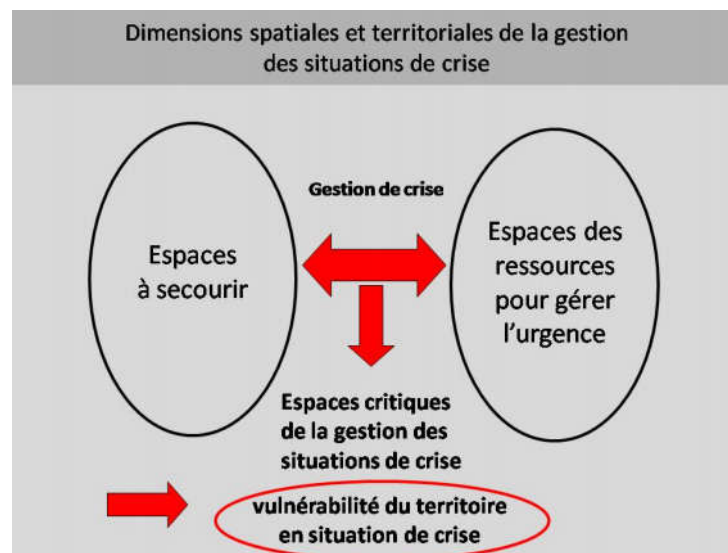 Dimensions spatiales et territoriales de la gestion
des situations de crise
Gestion de crise
Espaces
à secourir
Espaces des
ressources
pour gérer
l'urgence
Espaces critiques
de la gestion des
situations de crise
vulnérabilité du territoire
en situation de crise